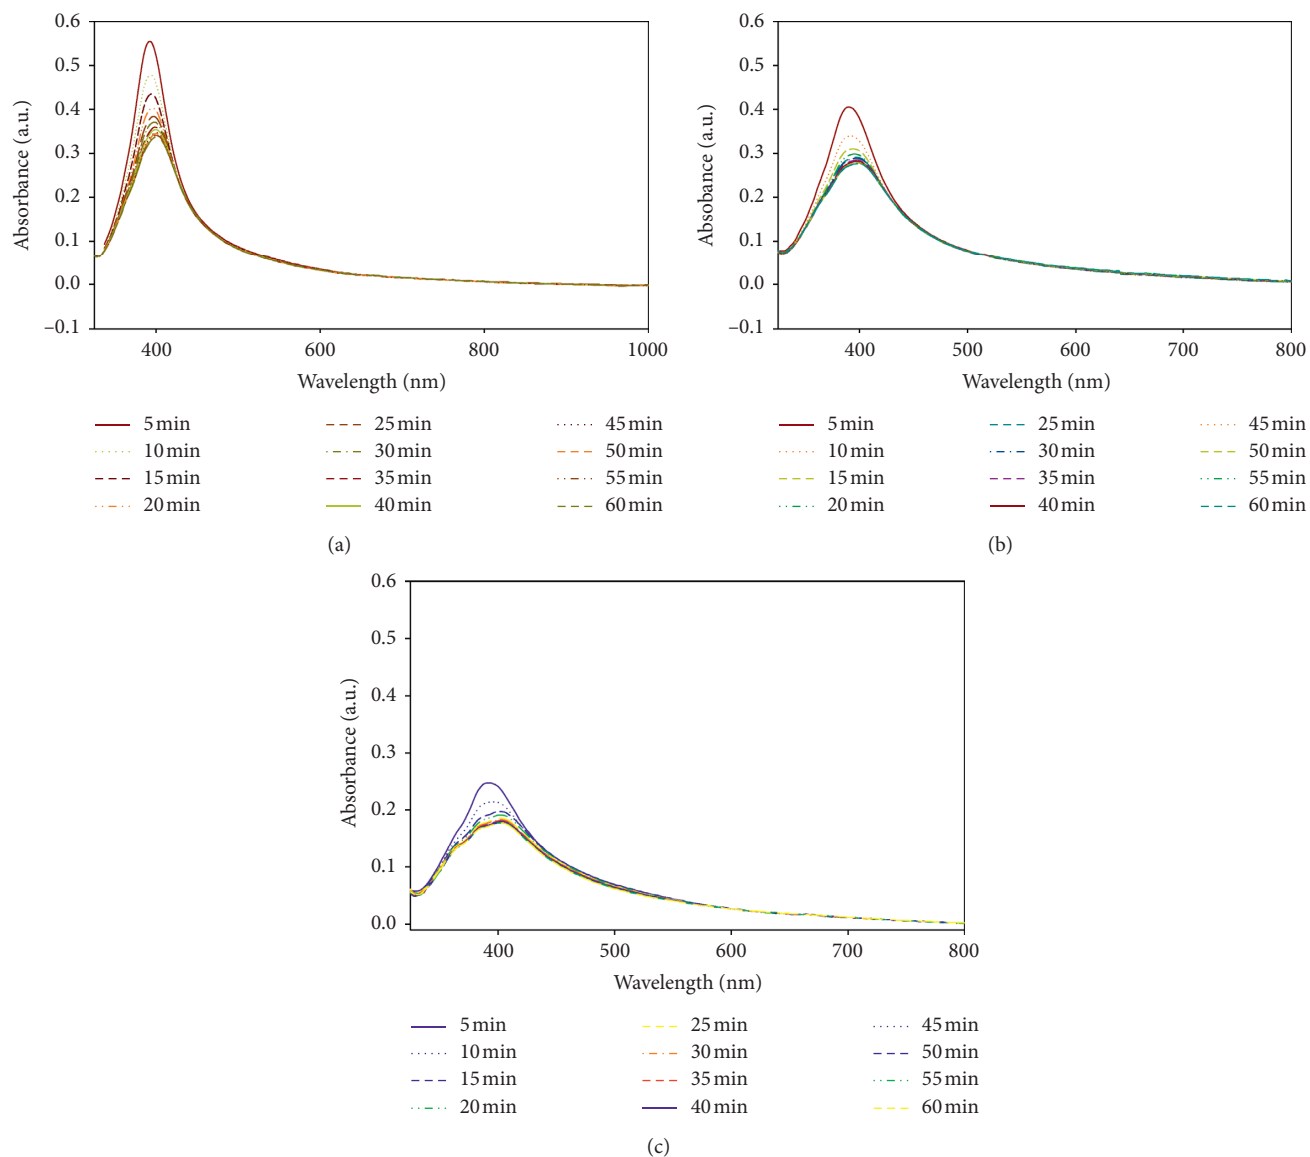 0.6
0.5
0.4
0.3
0.2
0.1
0.0
–0.1
Absorbance (a.u.)
400
600
800
1000
Wavelength (nm)
5 min
10 min
15 min
20 min
25 min
30 min
35 min
40 min
45 min
50 min
55 min
60 min
(a)
0.6
0.5
0.4
0.3
0.2
0.1
0.0
–0.1
Absobance (a.u.)
400
500
600
700
800
Wavelength (nm)
5 min
10 min
15 min
20 min
25 min
30 min
35 min
40 min
45 min
50 min
55 min
60 min
(b)
0.6
0.5
0.4
0.3
0.2
0.1
0.0
Absorbance (a.u.)
400
500
600
700
800
Wavelength (nm)
5 min
10 min
15 min
20 min
25 min
30 min
35 min
40 min
45 min
50 min
55 min
60 min
(c)